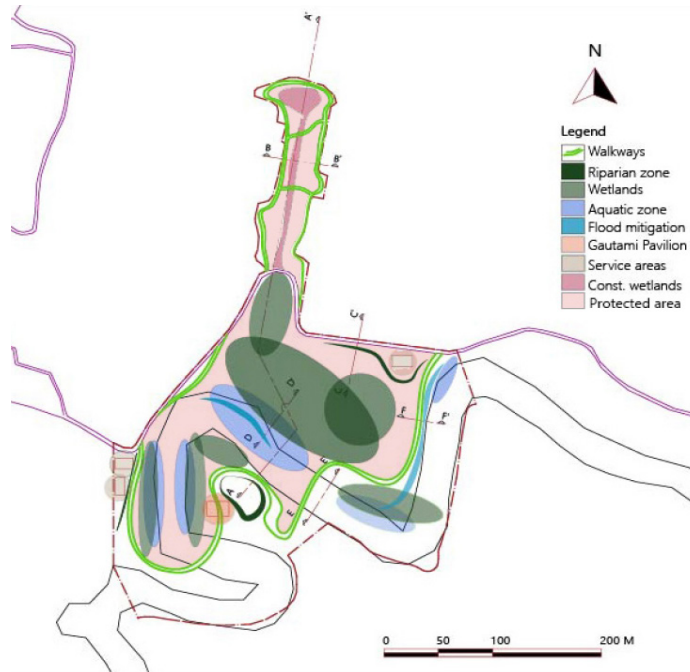 A'
N
B
B'
Legend
Walkways
Riparian zone
Wetlands
Aquatic zone
Flood mitigation
Gautami Pavilion
Service areas
Const. wetlands
Protected area
A
C
C
D
D
F
F'
E
E
A
0 50 100 200 M